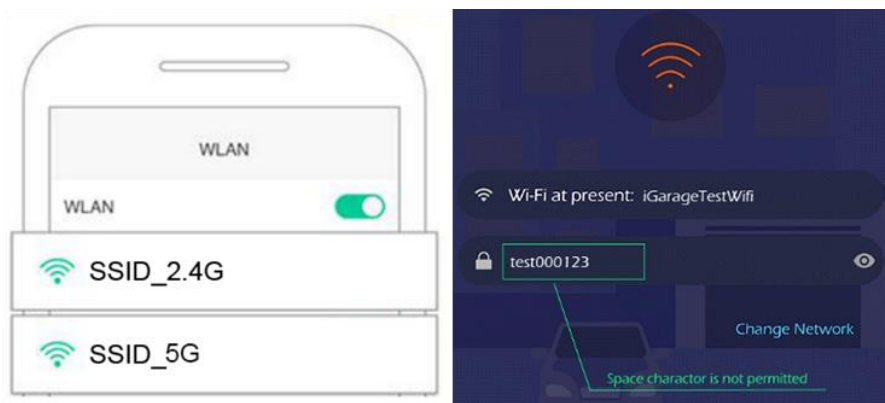 WLAN
WLAN
SSID_2.4G
SSID_5G
Wi-Fi at present: iGarageTestWifi
test000123
Change Network
Space charactor is not permitted